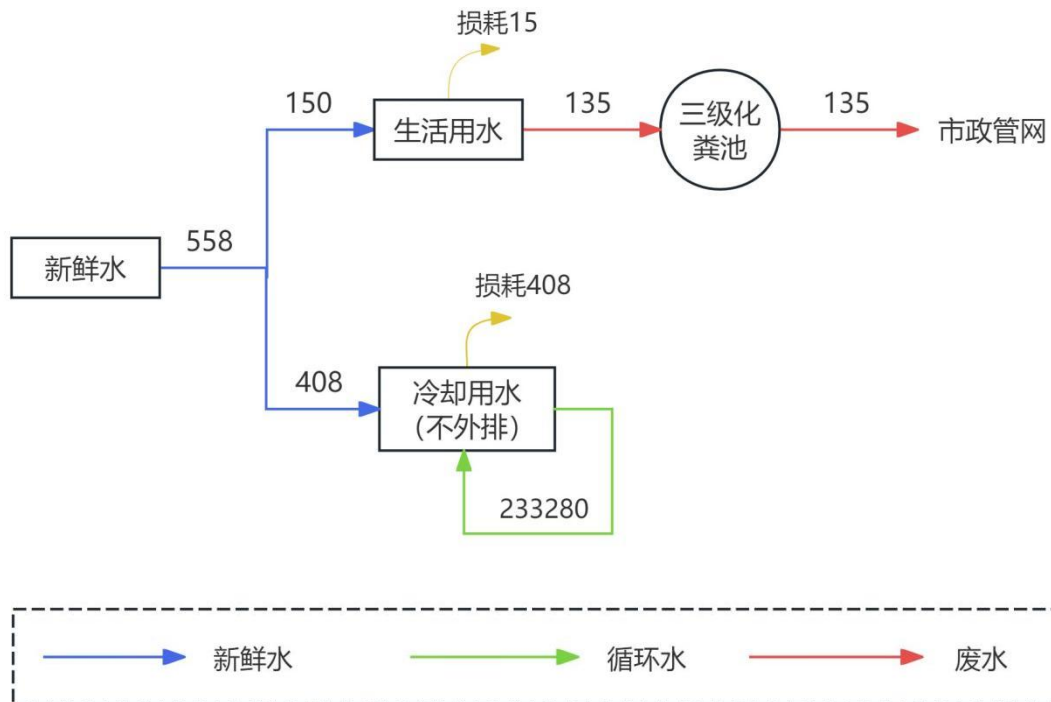 损耗15
150
生活用水
135
三级化
粪池
135
市政管网
新鲜水
558
损耗408
408
冷却用水
（不外排）
233280
新鲜水
循环水
废水